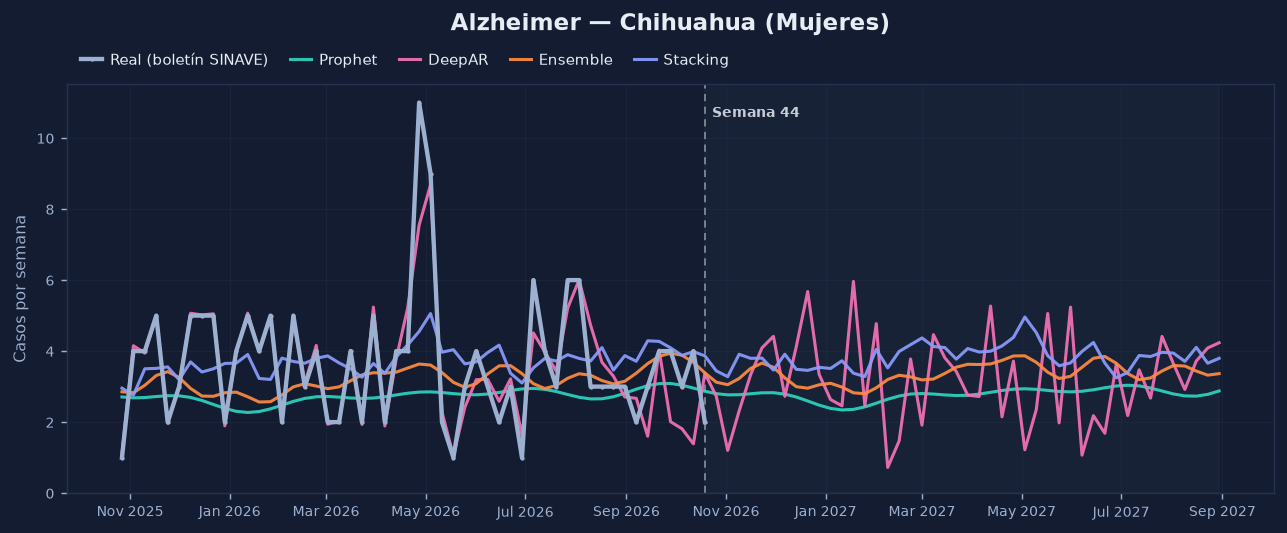 Alzheimer — Chihuahua (Mujeres)
Real (boletín SINAVE) Prophet DeepAR Ensemble Stacking
Semana 44
Casos por semana
10
8
6
4
2
0
Nov 2025 Jan 2026 Mar 2026 May 2026 Jul 2026 Sep 2026 Nov 2026 Jan 2027 Mar 2027 May 2027 Jul 2027 Sep 2027